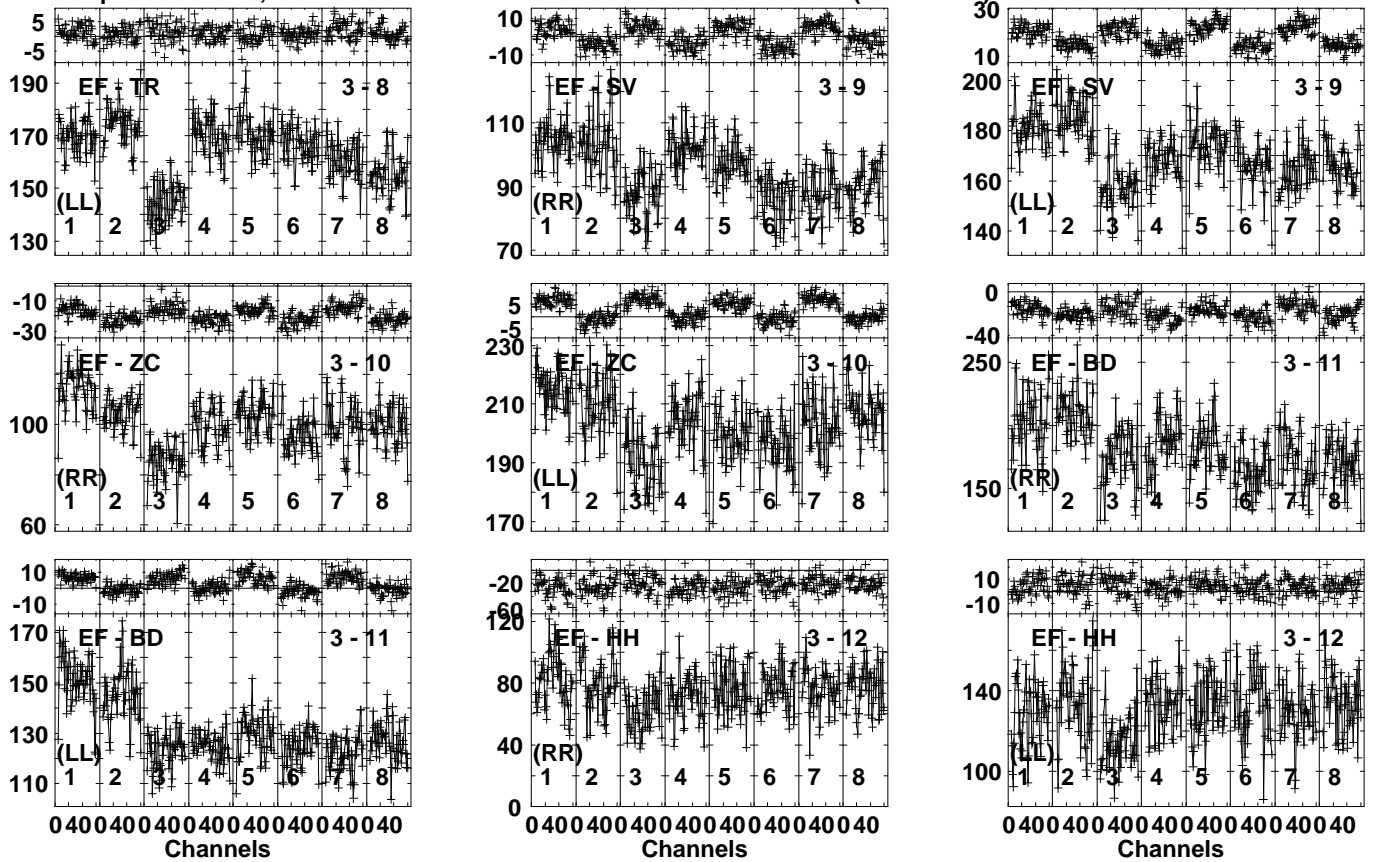 5
-5
EF - TR 3 - 8
190
170
150
130
(LL)
1 2 3 4 5 6 7 8
10
-10
EF - SV 3 - 9
110
90
70
(RR)
1 2 3 4 5 6 7 8
30
10
EF - SV 3 - 9
200
180
160
140
(LL)
1 2 3 4 5 6 7 8
-10
-30
EF - ZC 3 - 10
100
60
(RR)
1 2 3 4 5 6 7 8
5
-5
EF - ZC 3 - 10
230
210
190
170
(LL)
1 2 3 4 5 6 7 8
0
-40
EF - BD 3 - 11
250
150
(RR)
1 2 3 4 5 6 7 8
10
-10
EF - BD 3 - 11
170
150
130
110
(LL)
1 2 3 4 5 6 7 8
0 40 0 40 0 40 0 40 0 40 0 40 0 40 0 40
Channels
-20
-60
EF - HH 3 - 12
120
80
40
0
(RR)
1 2 3 4 5 6 7 8
0 40 0 40 0 40 0 40 0 40 0 40 0 40 0 40
Channels
10
-10
EF - HH 3 - 12
140
100
(LL)
1 2 3 4 5 6 7 8
0 40 0 40 0 40 0 40 0 40 0 40 0 40 0 40
Channels